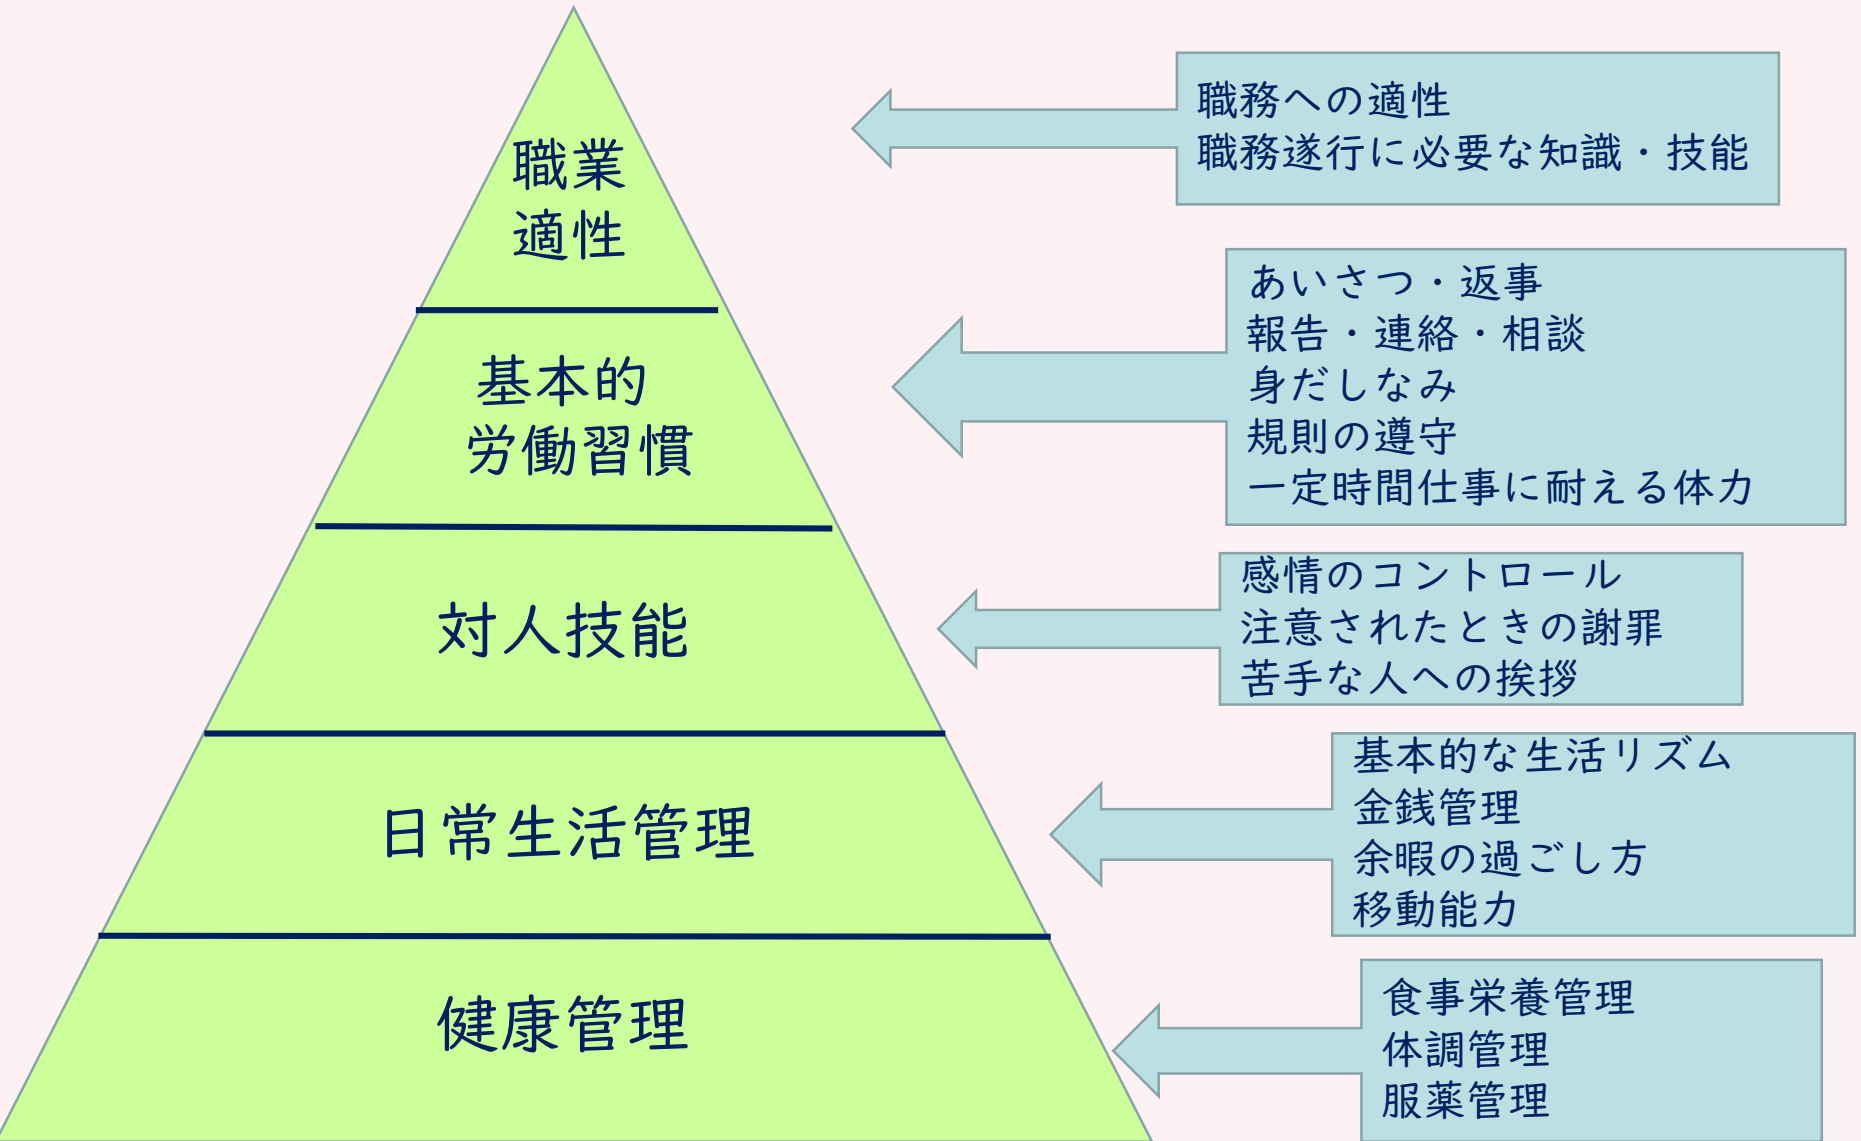 職業
適性
職務への適性
職務遂行に必要な知識・技能
基本的
労働習慣
あいさつ・返事
報告・連絡・相談
身だしなみ
規則の遵守
一定時間仕事に耐える体力
対人技能
感情のコントロール
注意されたときの謝罪
苦手な人への挨拶
日常生活管理
基本的な生活リズム
金銭管理
余暇の過ごし方
移動能力
健康管理
食事栄養管理
体調管理
服薬管理